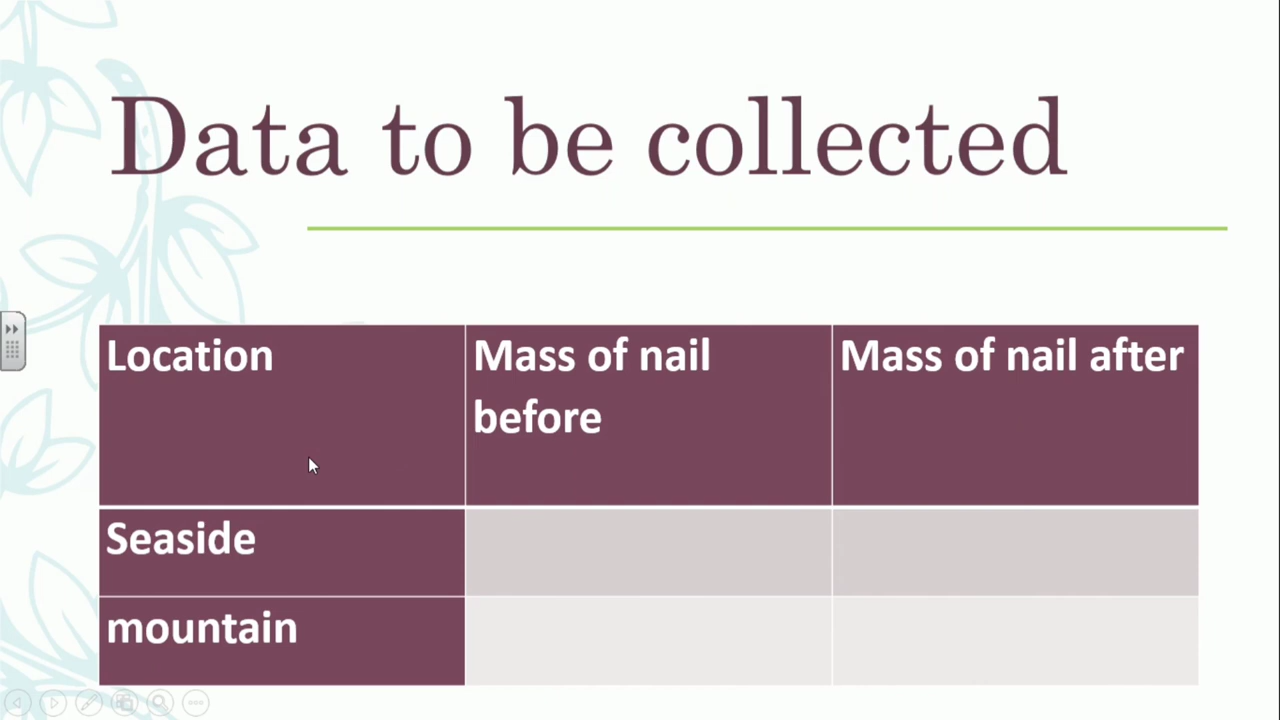 Data to be collected
Location
Mass of nail
before
Mass of nail after
Seaside
mountain